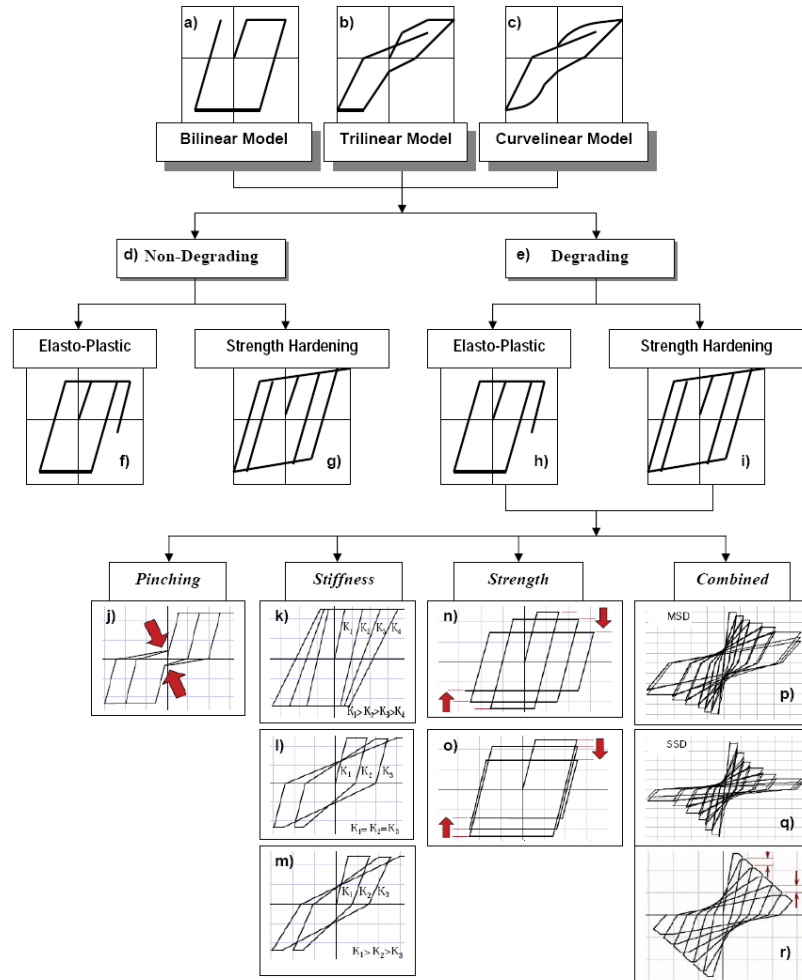 a)
b)
c)
Bilinear Model
Trilinear Model
Curvelinear Model
d) Non-Degrading
e) Degrading
Elasto-Plastic
Strength Hardening
Elasto-Plastic
Strength Hardening
f)
g)
h)
i)
Pinching
Stiffness
Strength
Combined
j)
k)
K1 K2 K3 K4
K1> K2> K3>K4
n)
MSD
p)
l)
K1 K2 K3
K1= K2= K3
o)
SSD
q)
m)
K1 K2 K3
K1> K2> K3
r)